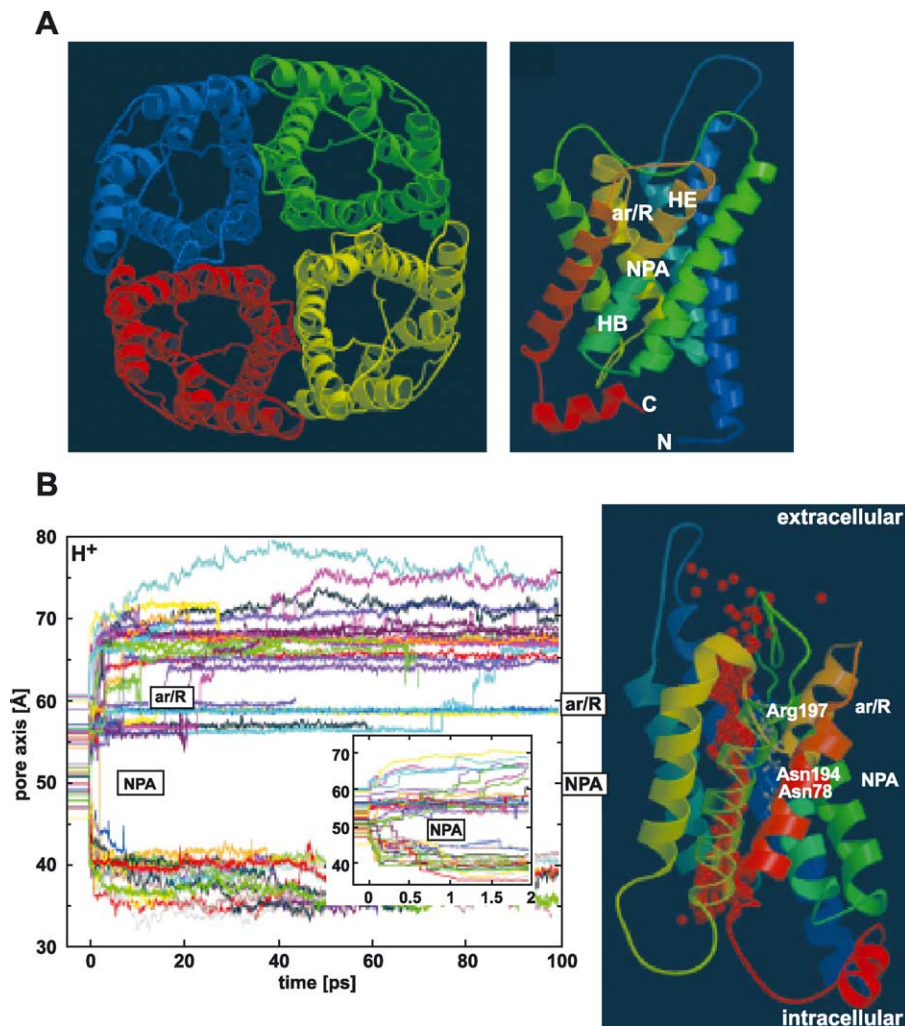 A
ar/R
HE
NPA
HB
C
N
B
H+
80
70
60
50
40
30
pore axis [Å]
ar/R
NPA
70
60
50
40
NPA
0 0.5 1 1.5 2
0 20 40 60 80 100
time [ps]
ar/R
NPA
extracellular
Arg197
ar/R
Asn194
Asn78
NPA
intracellular